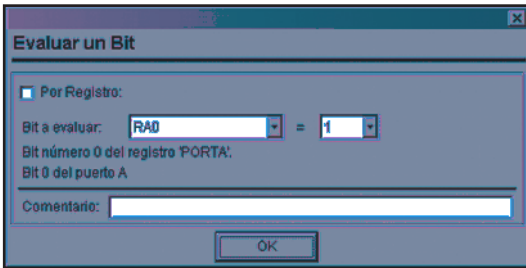 Evaluar un Bit
Por Registro:
Bit a evaluar: RA0 = 1
Bit número 0 del registro 'PORTA'.
Bit 0 del puerto A
Comentario:
OK